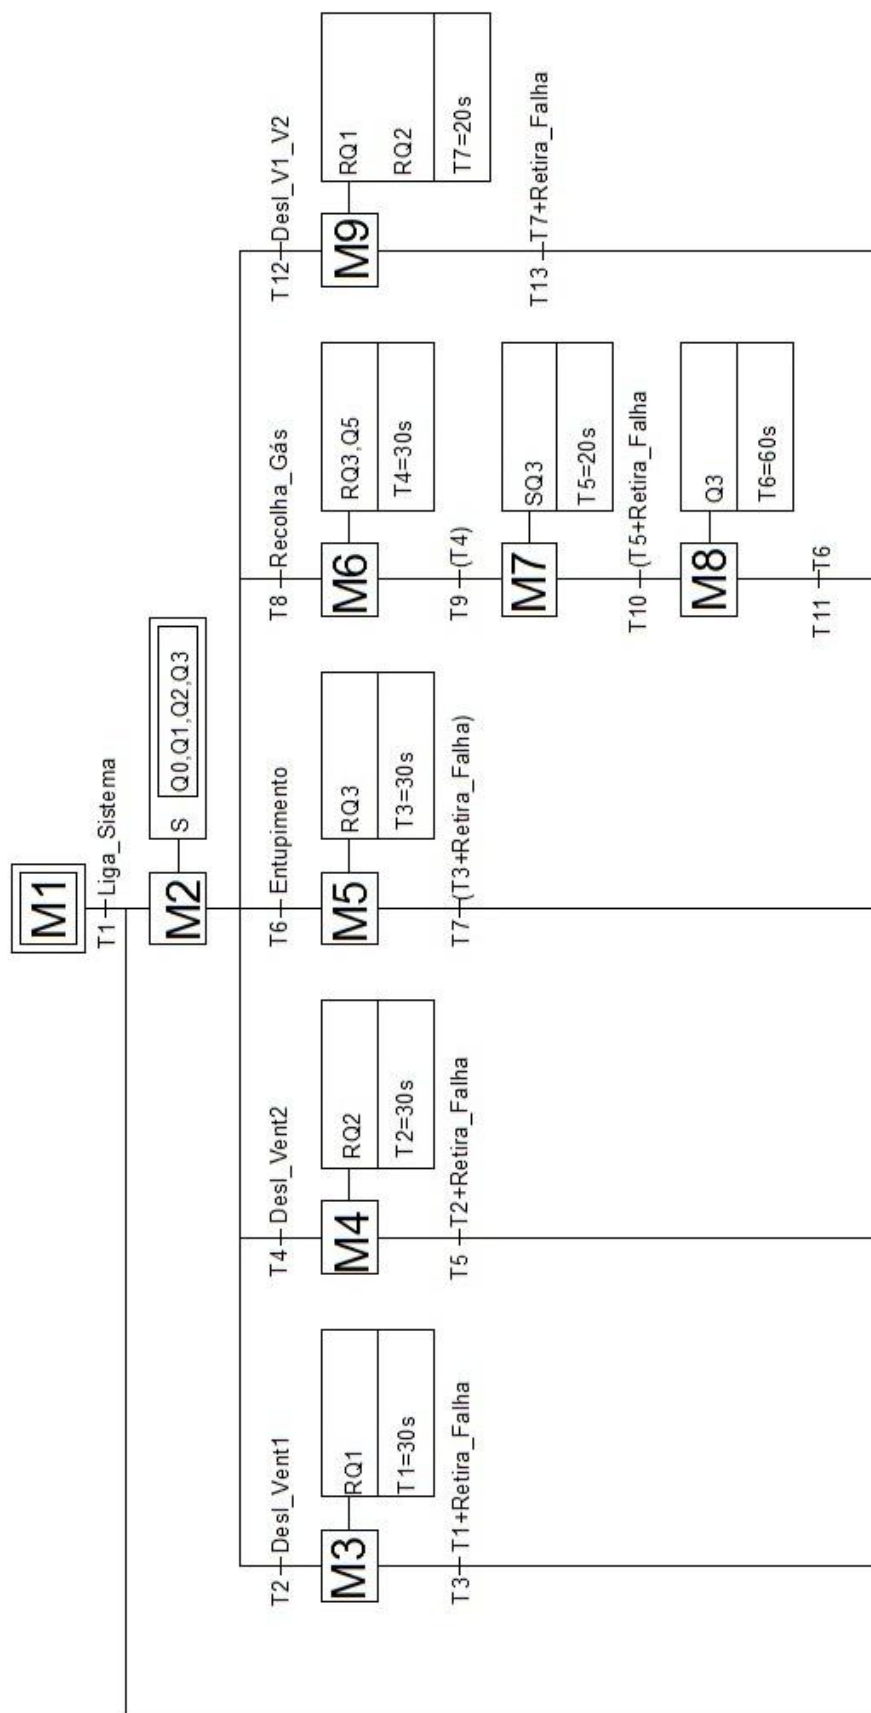 M1
T1 Liga_Sistema
M2
S Q0,Q1,Q2,Q3
T2 Desl_Vent1
M3
RQ1
T1=30s
T3 T1+Retira_Falha
T4 Desl_Vent2
M4
RQ2
T2=30s
T5 T2+Retira_Falha
T6 Entupimento
M5
RQ3
T3=30s
T7 (T3+Retira_Falha)
T8 Recolha_Gás
M6
RQ3,Q5
T4=30s
T9 (T4)
M7
SQ3
T5=20s
T10 (T5+Retira_Falha
M8
Q3
T6=60s
T11 T6
T12 Desl_V1_V2
M9
RQ1
RQ2
T7=20s
T13 T7+Retira_Falha